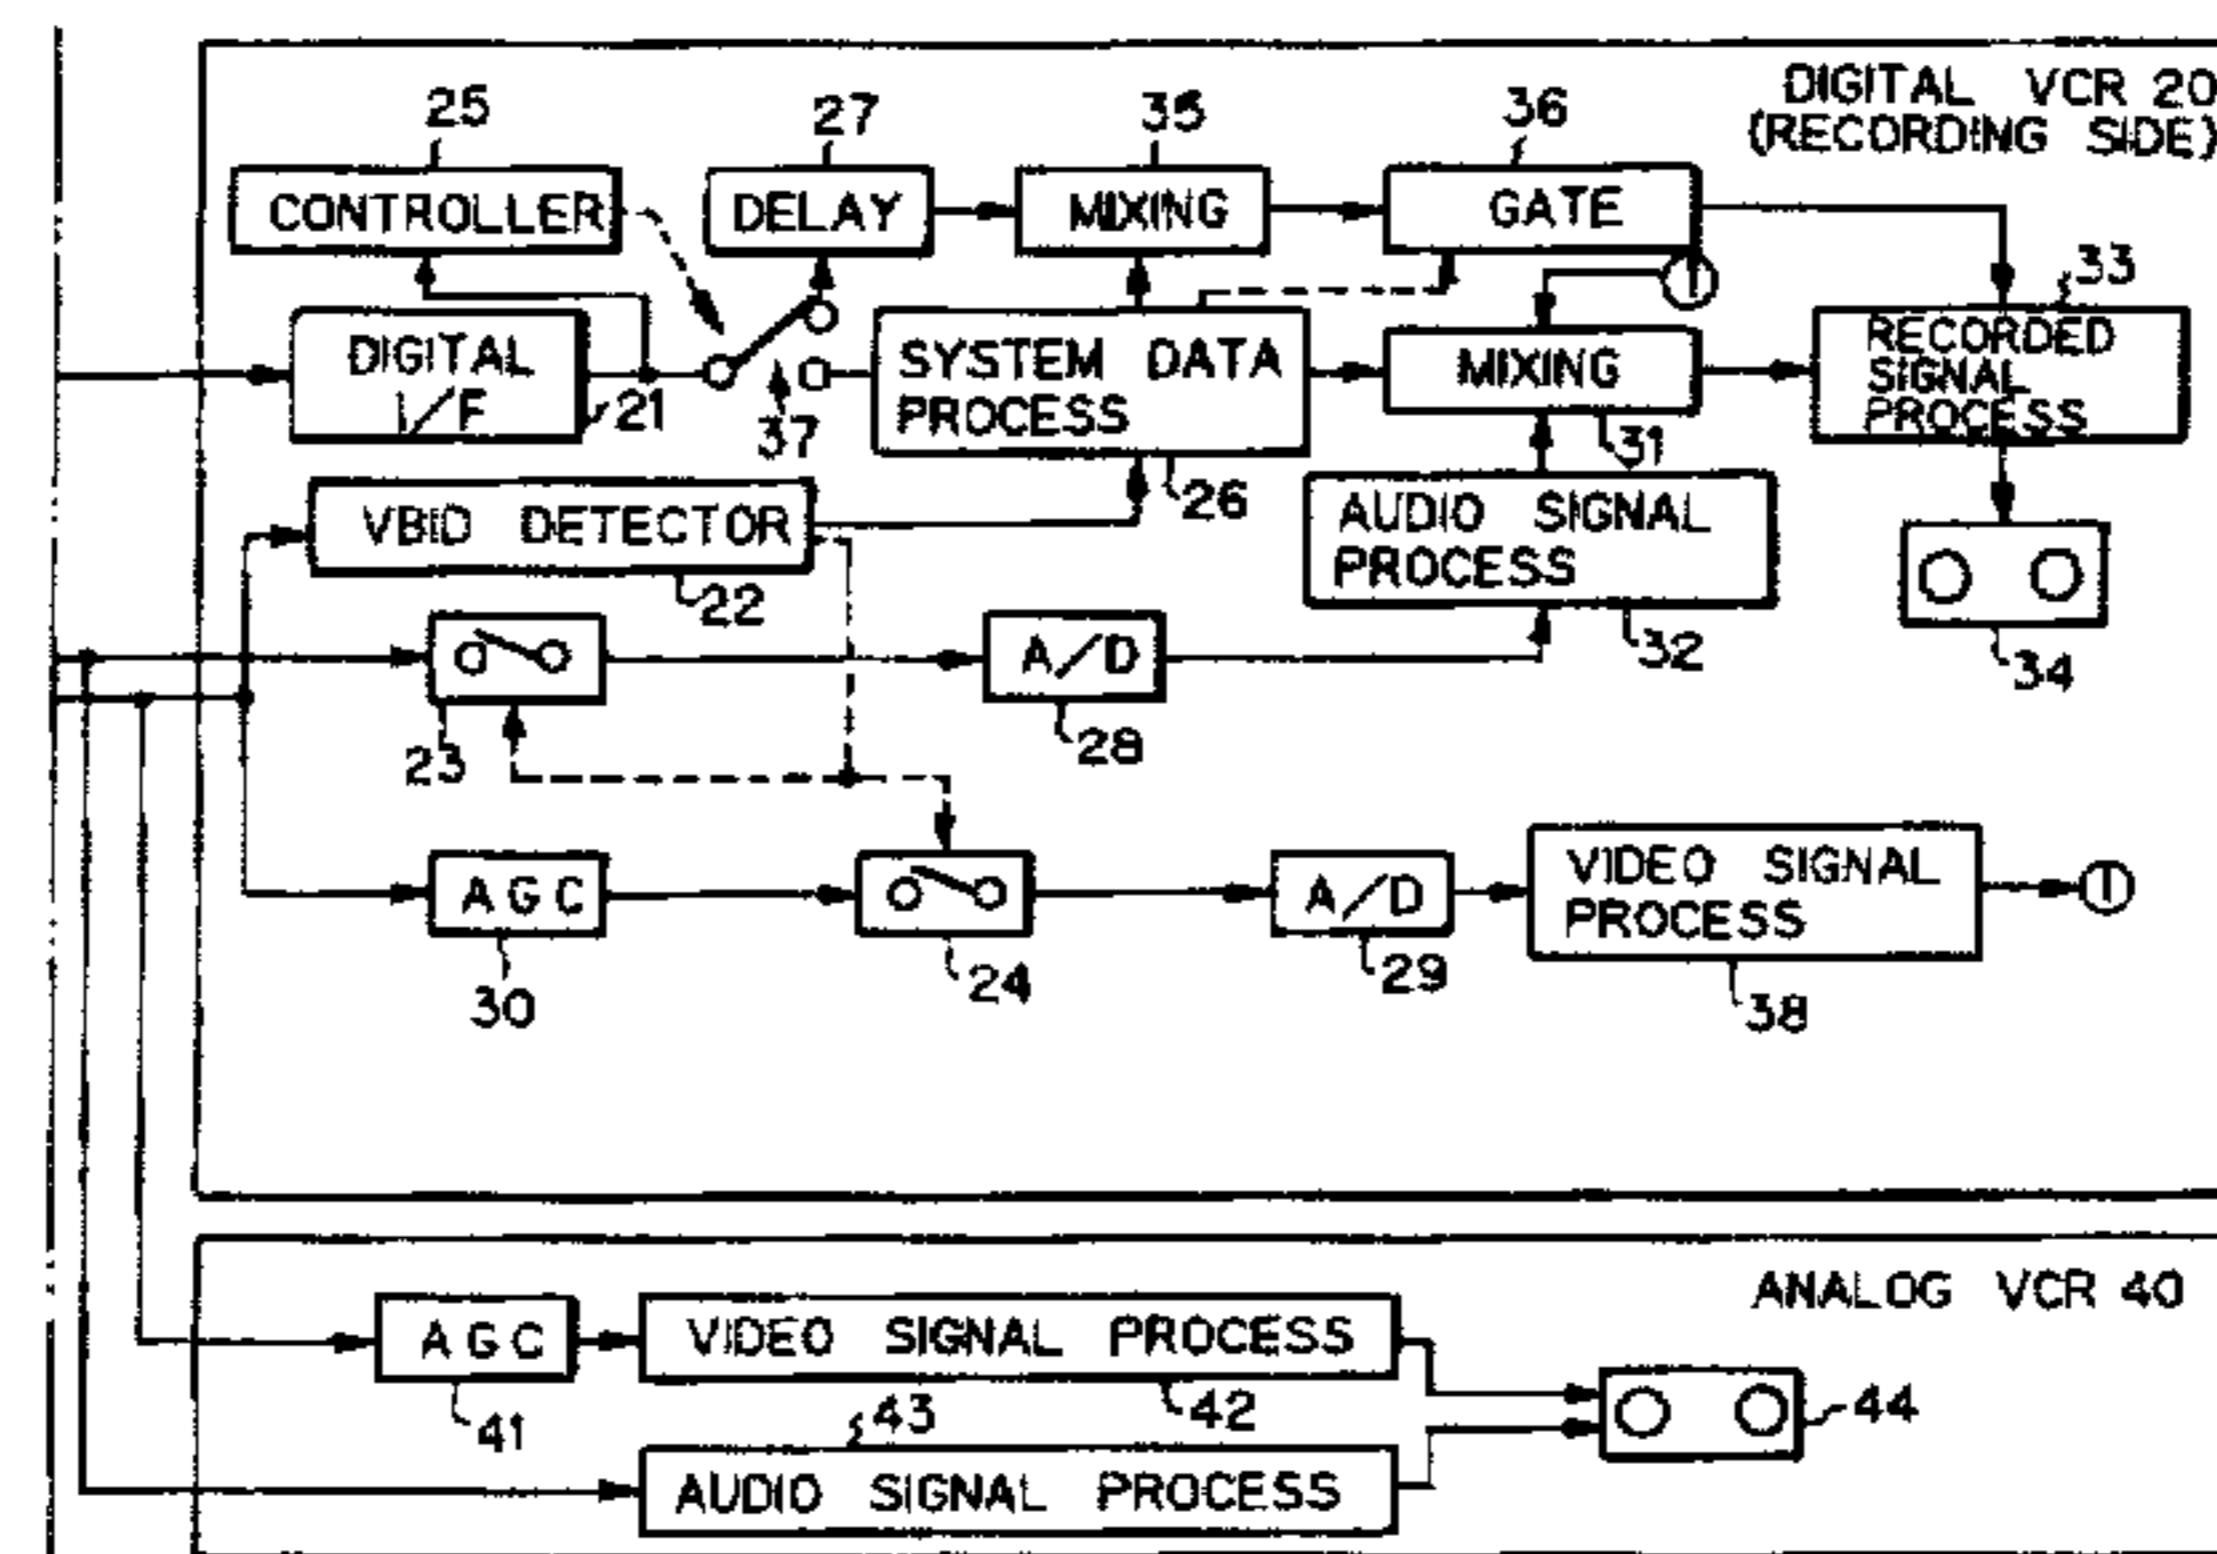 DIGITAL VCR 20
(RECORDING SIDE)
25
27
35
36
CONTROLLER
DELAY
MIXING
GATE
1
33
DIGITAL
I/F
21
37
SYSTEM DATA
PROCESS
26
MIXING
31
RECORDED
SIGNAL
PROCESS
VBID DETECTOR
22
AUDIO SIGNAL
PROCESS
32
34
23
A/D
28
AGC
30
24
A/D
29
VIDEO SIGNAL
PROCESS
38
1
ANALOG VCR 40
AGC
41
VIDEO SIGNAL PROCESS
42
43
44
AUDIO SIGNAL PROCESS